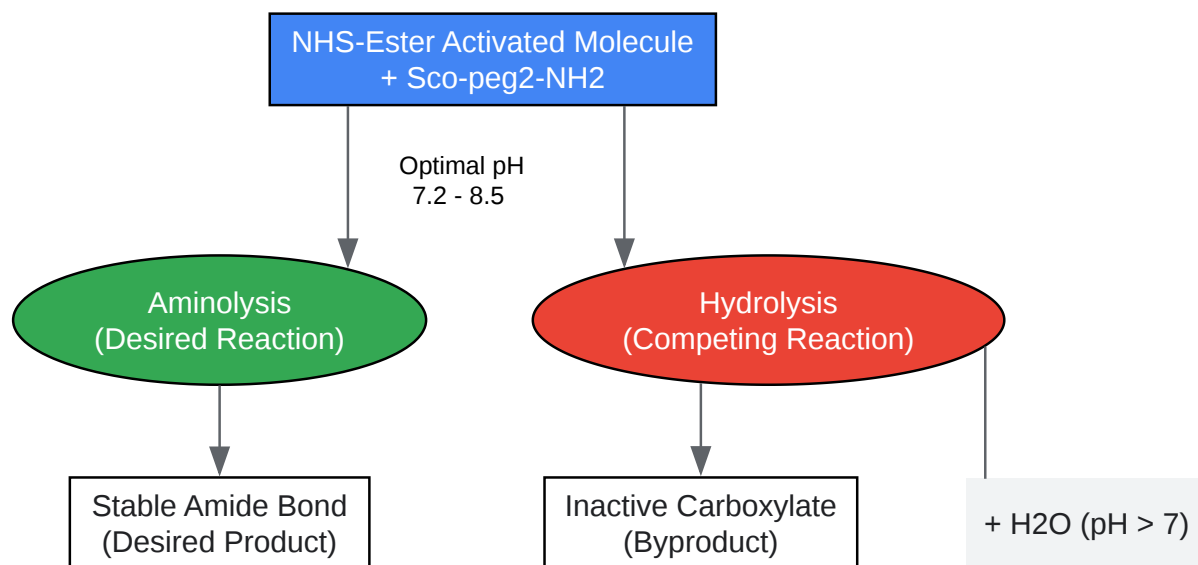 NHS-Ester Activated Molecule
+ Sco-peg2-NH2
Optimal pH
7.2 - 8.5
Aminolysis
(Desired Reaction)
Hydrolysis
(Competing Reaction)
Stable Amide Bond
(Desired Product)
Inactive Carboxylate
(Byproduct)
+ H2O (pH > 7)